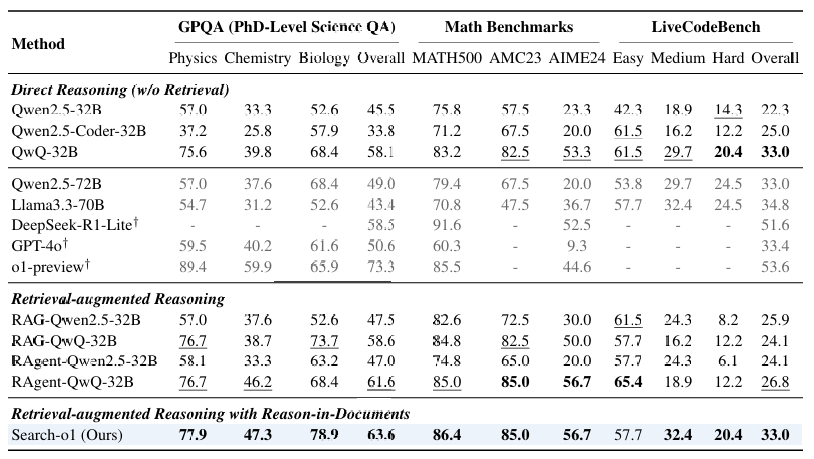 GPQA (PhD-Level Science QA) Math Benchmarks LiveCodeBench
Method
Physics Chemistry Biology Overall MATH500 AMC23 AIME24 Easy Medium Hard Overall
Direct Reasoning (w/o Retrieval)
Qwen2.5-32B 57.0 33.3 52.6 45.5 75.8 57.5 23.3 42.3 18.9 14.3 22.3
Qwen2.5-Coder-32B 37.2 25.8 57.9 33.8 71.2 67.5 20.0 61.5 16.2 12.2 25.0
QwQ-32B 75.6 39.8 68.4 58.1 83.2 82.5 53.3 61.5 29.7 20.4 33.0
Qwen2.5-72B 57.0 37.6 68.4 49.0 79.4 67.5 20.0 53.8 29.7 24.5 33.0
Llama3.3-70B 54.7 31.2 52.6 43.4 70.8 47.5 36.7 57.7 32.4 24.5 34.8
DeepSeek-R1-Lite† - - - 58.5 91.6 - 52.5 - - - 51.6
GPT-4o† 59.5 40.2 61.6 50.6 60.3 - 9.3 - - - 33.4
o1-preview† 89.4 59.9 65.9 73.3 85.5 - 44.6 - - - 53.6
Retrieval-augmented Reasoning
RAG-Qwen2.5-32B 57.0 37.6 52.6 47.5 82.6 72.5 30.0 61.5 24.3 8.2 25.9
RAG-QwQ-32B 76.7 38.7 73.7 58.6 84.8 82.5 50.0 57.7 16.2 12.2 24.1
RAgent-Qwen2.5-32B 58.1 33.3 63.2 47.0 74.8 65.0 20.0 57.7 24.3 6.1 24.1
RAgent-QwQ-32B 76.7 46.2 68.4 61.6 85.0 85.0 56.7 65.4 18.9 12.2 26.8
Retrieval-augmented Reasoning with Reason-in-Documents
Search-o1 (Ours) 77.9 47.3 78.9 63.6 86.4 85.0 56.7 57.7 32.4 20.4 33.0